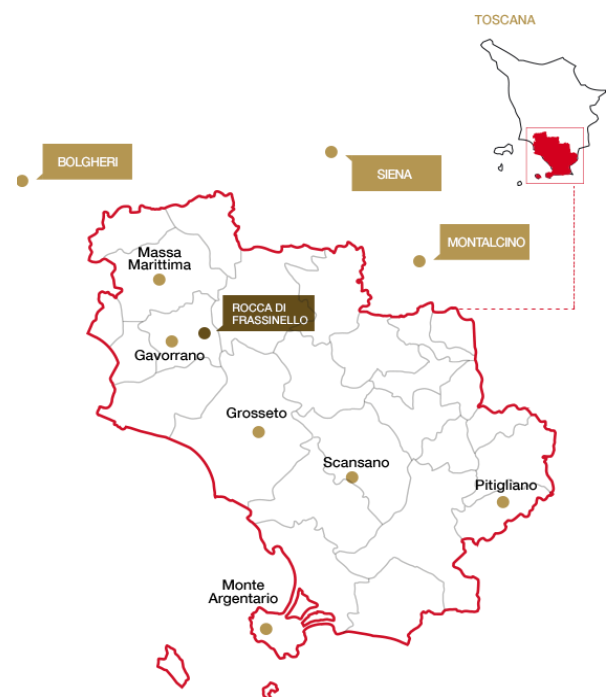 TOSCANA
BOLGHERI
SIENA
MONTALCINO
Massa
Marittima
ROCCA DI
FRASSINELLO
Gavorrano
Grosseto
Scansano
Pitigliano
Monte
Argentario